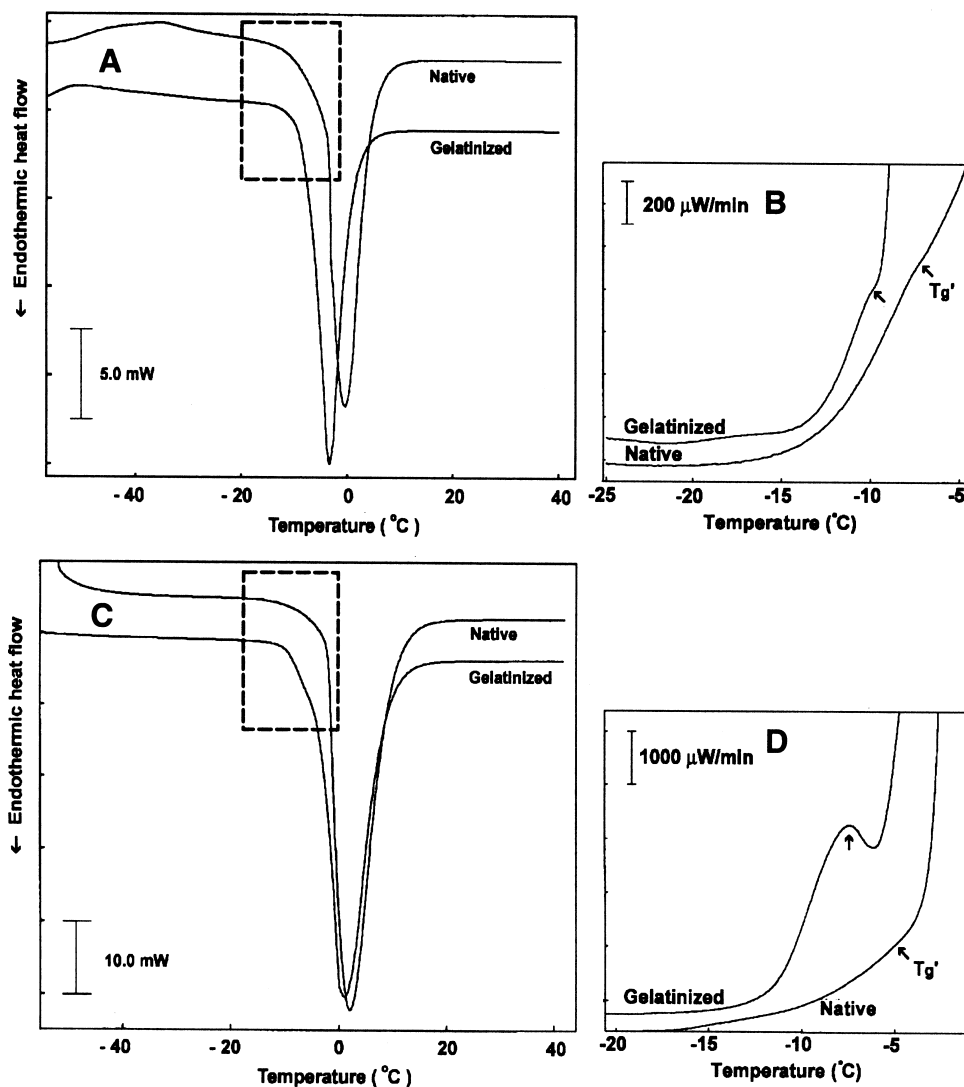 A
Native
Gelatinized
← Endothermic heat flow
5.0 mW
- 40
- 20
0
20
40
Temperature ( °C )
200 µW/min
B
Tg'
Gelatinized
Native
-25
-20
-15
-10
-5
Temperature (°C)
C
Native
Gelatinized
← Endothermic heat flow
10.0 mW
- 40
- 20
0
20
40
Temperature ( °C )
1000 µW/min
D
Tg'
Gelatinized
Native
-20
-15
-10
-5
0
Temperature (°C)